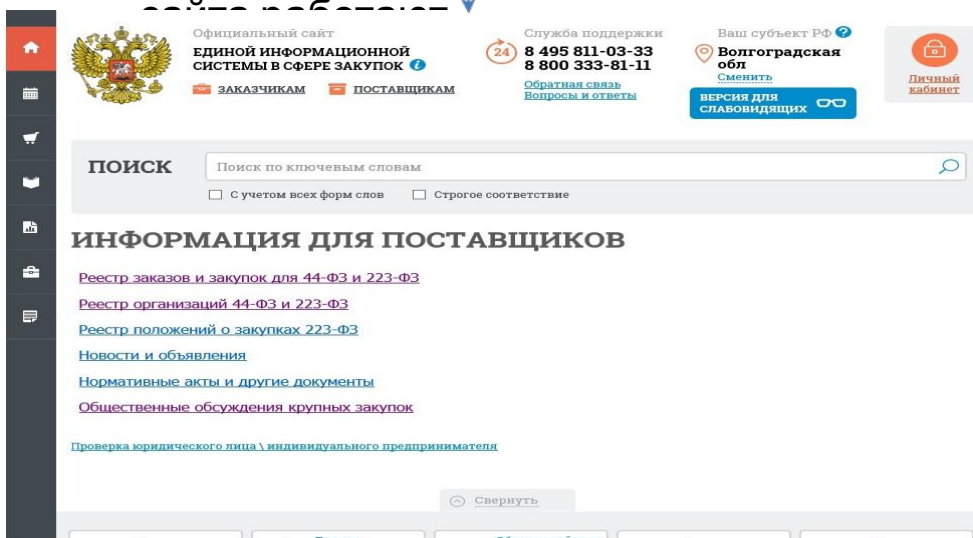 сайта работают
Официальный сайт
ЕДИНОЙ ИНФОРМАЦИОННОЙ
СИСТЕМЫ В СФЕРЕ ЗАКУПОК
ЗАКАЗЧИКАМ ПОСТАВЩИКАМ
24
Служба поддержки
8 495 811-03-33
8 800 333-81-11
Обратная связь
Вопросы и ответы
Ваш субъект РФ ?
Волгоградская
обл
Сменить
ВЕРСИЯ ДЛЯ
СЛАБОВИДЯЩИХ
Личный
кабинет
ПОИСК
Поиск по ключевым словам
С учетом всех форм слов Строгое соответствие
ИНФОРМАЦИЯ ДЛЯ ПОСТАВЩИКОВ
Реестр заказов и закупок для 44-ФЗ и 223-ФЗ
Реестр организаций 44-ФЗ и 223-ФЗ
Реестр положений о закупках 223-ФЗ
Новости и объявления
Нормативные акты и другие документы
Общественные обсуждения крупных закупок
Проверка юридического лица \ индивидуального предпринимателя
Свернуть